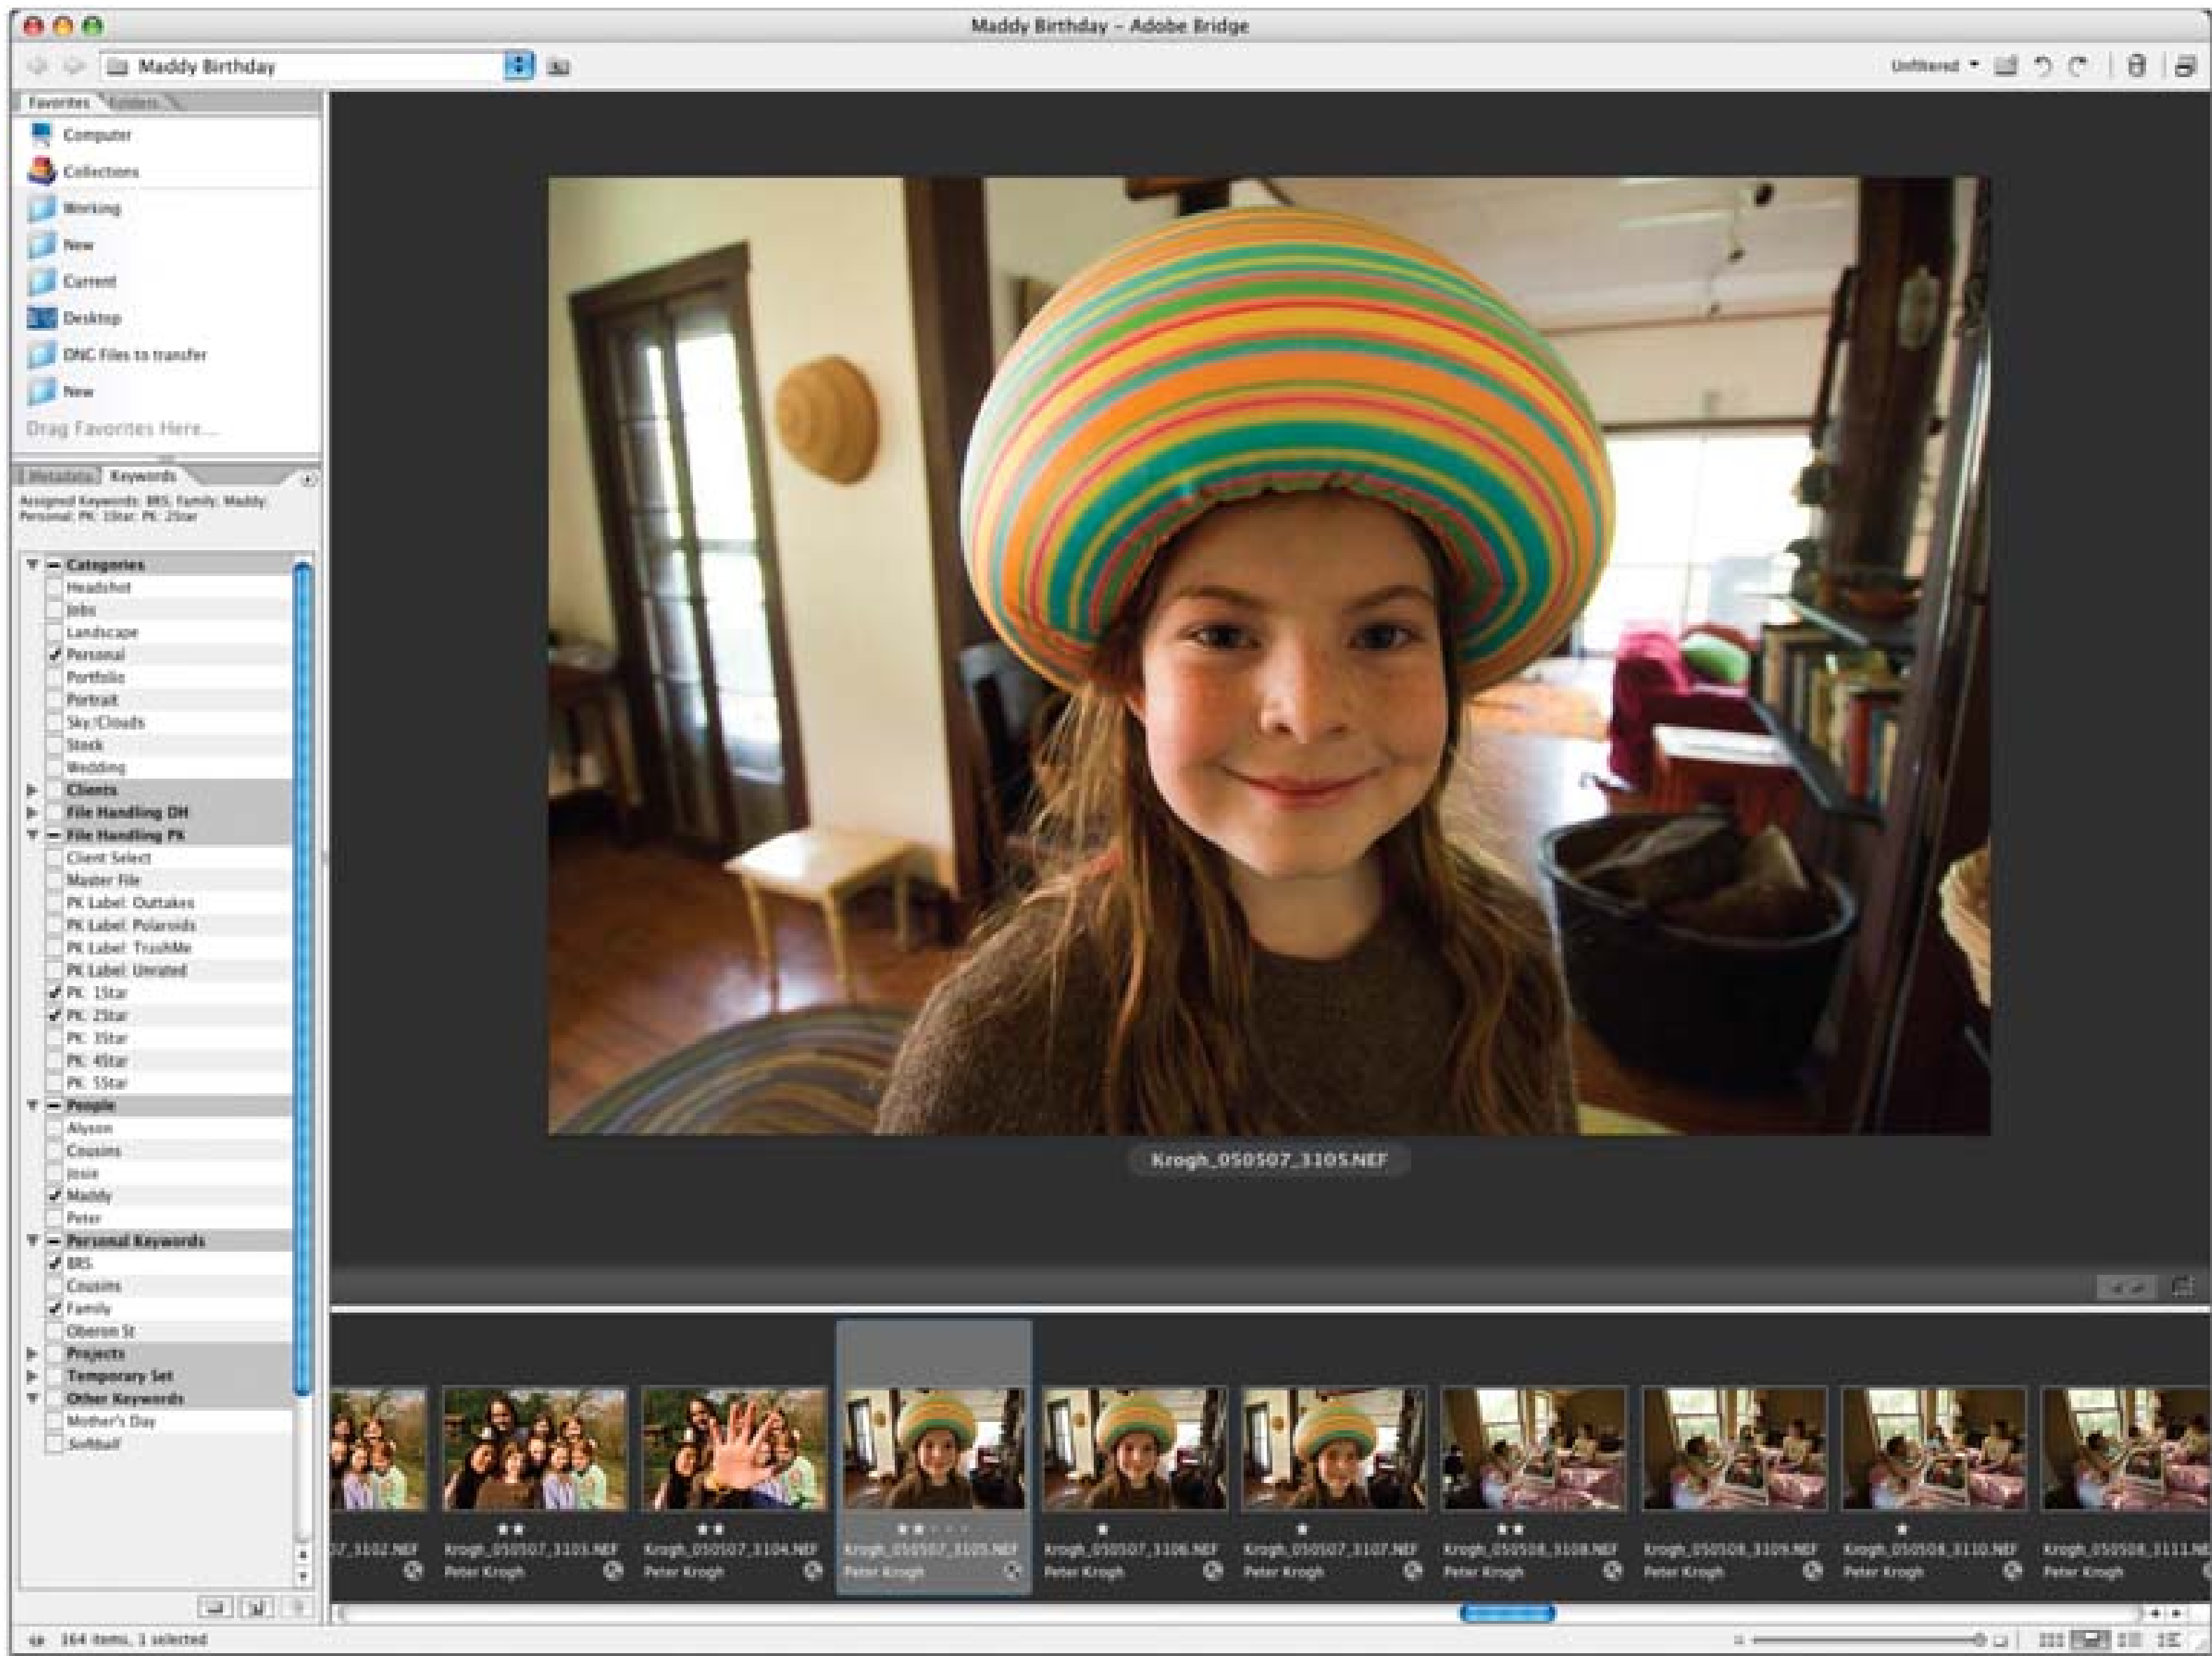 Maddy Birthday – Adobe Bridge
Maddy Birthday
Unfiltered
Favorites Folders
Computer
Collections
Working
New
Current
Desktop
DNG Files to transfer
New
Drag Favorites Here...
Metadata Keywords
Assigned Keywords: BRS; Family; Maddy;
Personal; PK: 1Star; PK: 2Star
Categories
Headshot
Jobs
Landscape
Personal
Portfolio
Portrait
Sky/Clouds
Stock
Wedding
Clients
File Handling DH
File Handling PK
Client Select
Master File
PK Label: Outtakes
PK Label: Polaroids
PK Label: TrashMe
PK Label: Unrated
PK: 1Star
PK: 2Star
PK: 3Star
PK: 4Star
PK: 5Star
People
Alyson
Cousins
Josie
Maddy
Peter
Personal Keywords
BRS
Cousins
Family
Oberon St
Projects
Temporary Set
Other Keywords
Mother's Day
Softball
Krogh_050507_3105.NEF
07_3102.NEF Krogh_050507_3103.NEF Krogh_050507_3104.NEF Krogh_050507_3105.NEF Krogh_050507_3106.NEF Krogh_050507_3107.NEF Krogh_050508_3108.NEF Krogh_050508_3109.NEF Krogh_050508_3110.NEF Krogh_050508_3111.NE
Peter Krogh Peter Krogh Peter Krogh Peter Krogh Peter Krogh Peter Krogh Peter Krogh Peter Krogh Peter Krogh
164 items, 1 selected